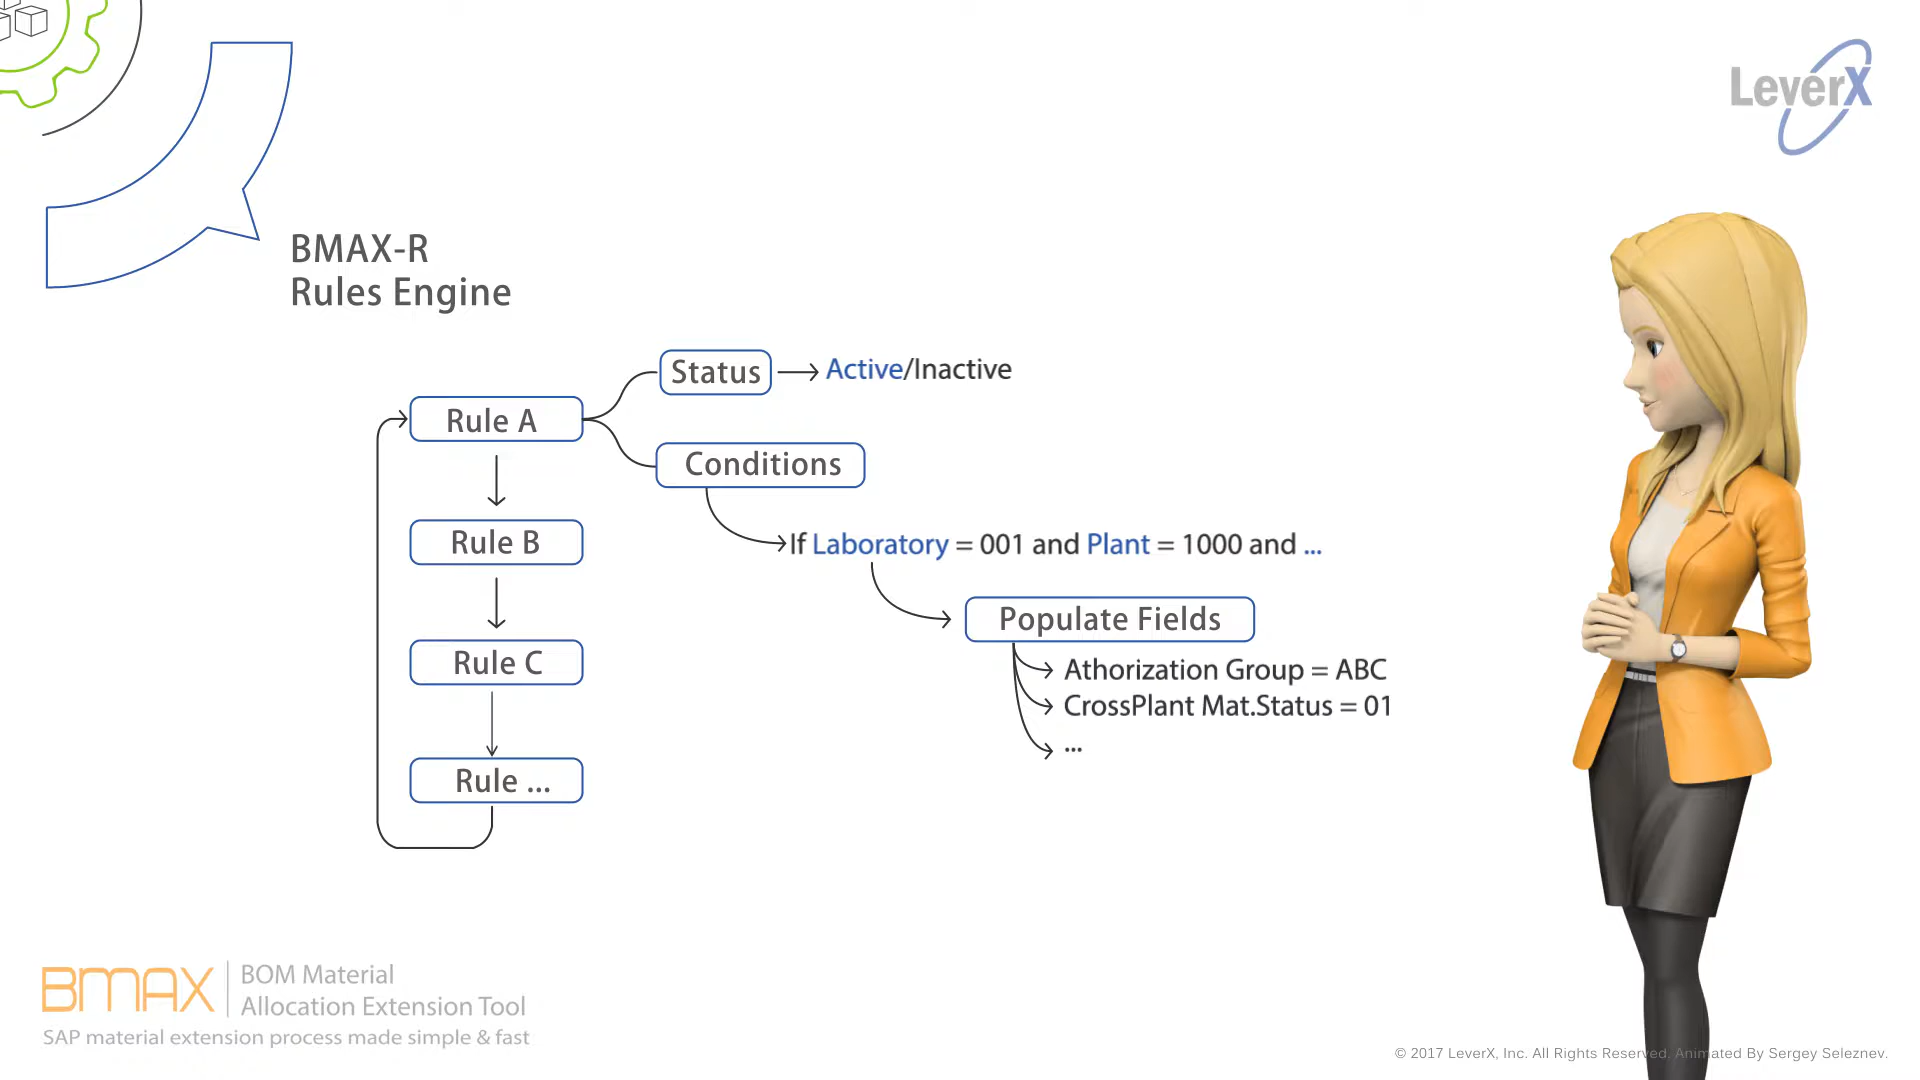 LeverX
BMAX-R
Rules Engine
Status
Active/Inactive
Rule A
Conditions
Rule B
If Laboratory = 001 and Plant = 1000 and ...
Populate Fields
Rule C
Athorization Group = ABC
CrossPlant Mat.Status = 01
...
Rule ...
BMAX
BOM Material
Allocation Extension Tool
SAP material extension process made simple & fast
© 2017 LeverX, Inc. All Rights Reserved. Animated By Sergey Seleznev.